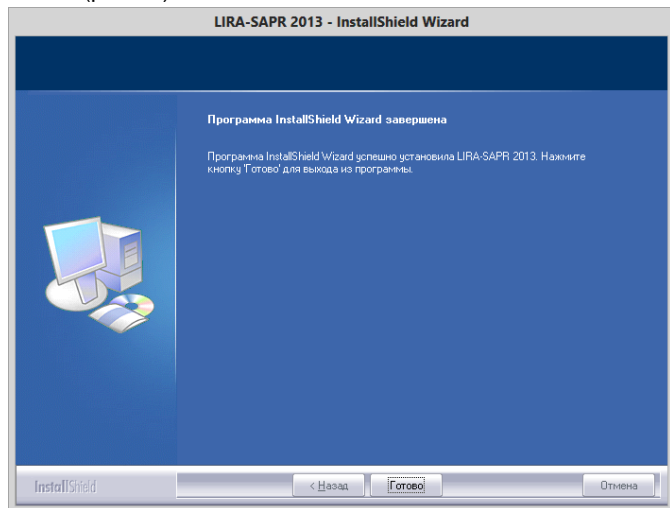 LIRA-SAPR 2013 - InstallShield Wizard
Программа InstallShield Wizard завершена
Программа InstallShield Wizard успешно установила LIRA-SAPR 2013. Нажмите
кнопку 'Готово' для выхода из программы.
InstallShield
< Назад
Готово
Отмена